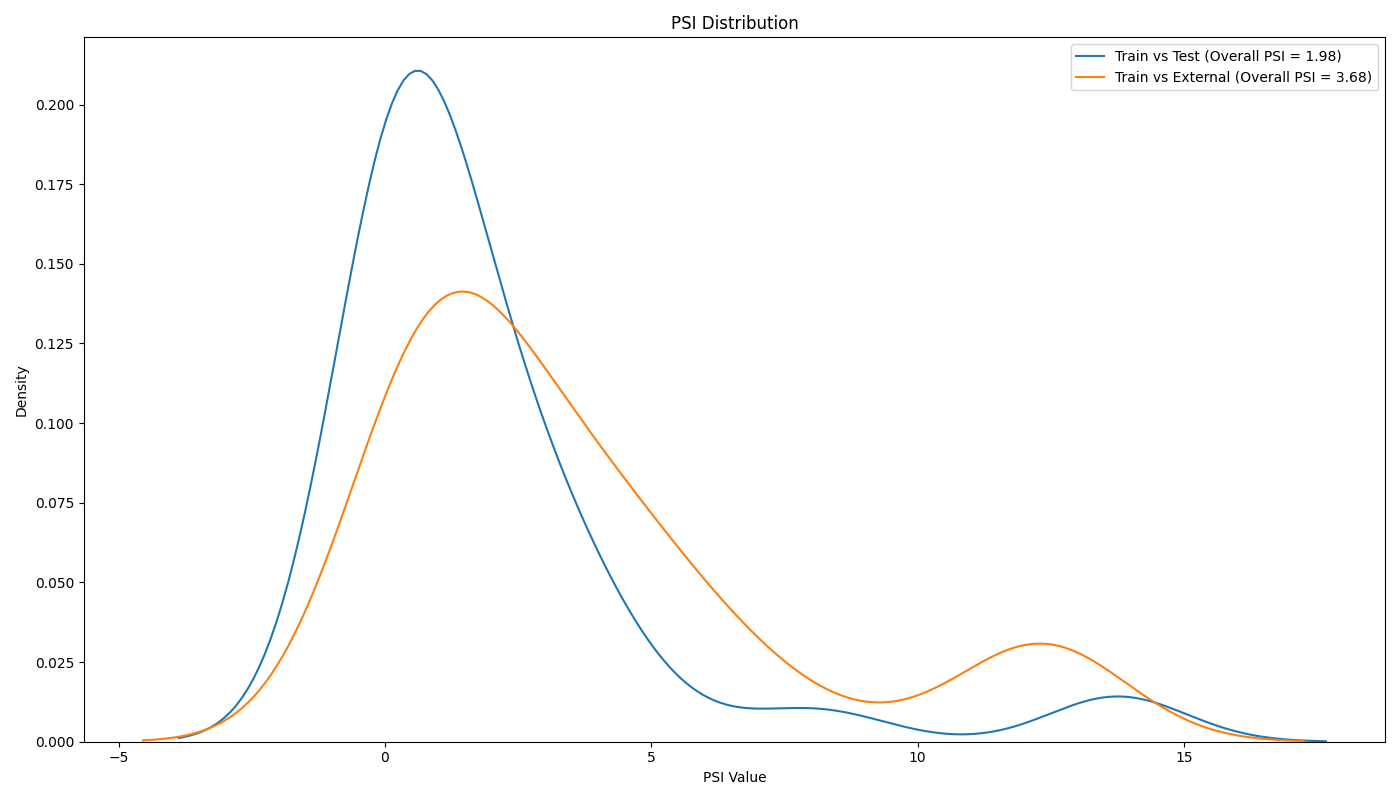 PSI Distribution
Train vs Test (Overall PSI = 1.98)
Train vs External (Overall PSI = 3.68)
Density
0.200
0.175
0.150
0.125
0.100
0.075
0.050
0.025
0.000
−5
0
5
10
15
PSI Value